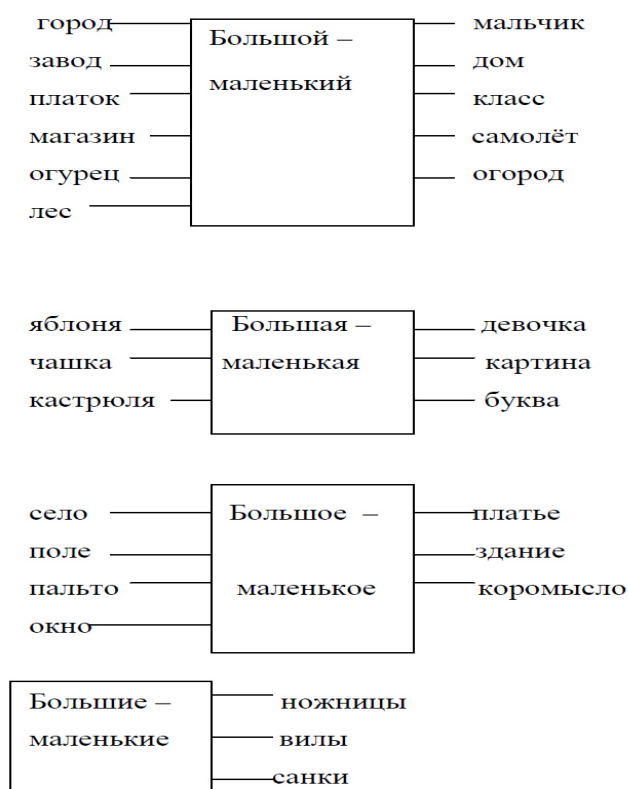 город Большой – мальчик
завод маленький дом
платок класс
магазин самолёт
огурец огород
лес
яблоня Большая – девочка
чашка маленькая картина
кастрюля буква
село Большое – платье
поле здание
пальто маленькое коромысло
окно
Большие – ножницы
маленькие вилы
санки